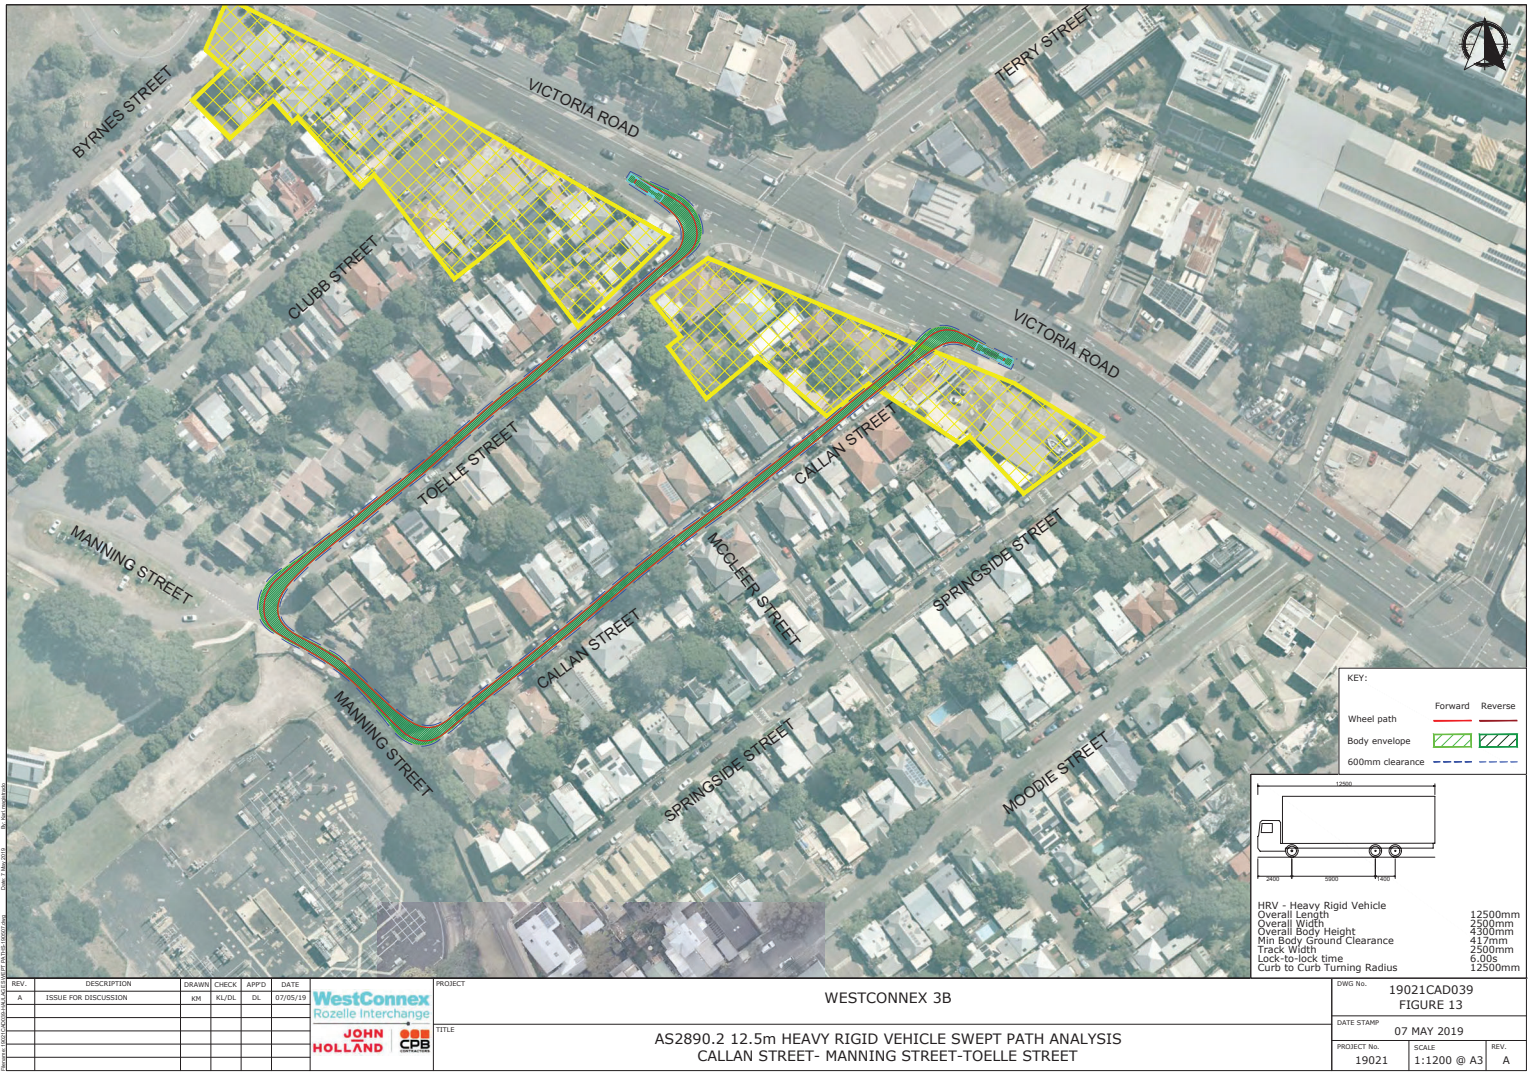 BYRNES STREET
VICTORIA ROAD
TERRY STREET
CLUBB STREET
VICTORIA ROAD
TOELLE STREET
CALLAN STREET
MANNING STREET
MCCLEER STREET
SPRINGSIDE STREET
CALLAN STREET
MANNING STREET
SPRINGSIDE STREET
MOODIE STREET
KEY:
Forward Reverse
Wheel path
Body envelope
600mm clearance
12500
2400 5900 1400
HRV - Heavy Rigid Vehicle
Overall Length 12500mm
Overall Width 2500mm
Overall Body Height 4300mm
Min Body Ground Clearance 417mm
Track Width 2500mm
Lock-to-lock time 6.00s
Curb to Curb Turning Radius 12500mm
REV. DESCRIPTION DRAWN CHECK APP'D DATE
A ISSUE FOR DISCUSSION KM KL/DL DL 07/05/19
WestConnex
Rozelle Interchange
JOHN
HOLLAND
CPB
CONTRACTORS
PROJECT
WESTCONNEX 3B
TITLE
AS2890.2 12.5m HEAVY RIGID VEHICLE SWEPT PATH ANALYSIS
CALLAN STREET- MANNING STREET-TOELLE STREET
DWG No.
19021CAD039
FIGURE 13
DATE STAMP
07 MAY 2019
PROJECT No. SCALE REV.
19021 1:1200 @ A3 A